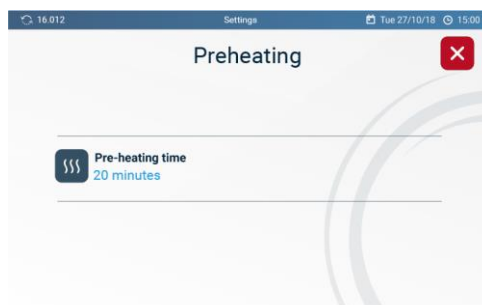 16.012 Settings Tue 27/10/18 15:00
Preheating
Pre-heating time
20 minutes